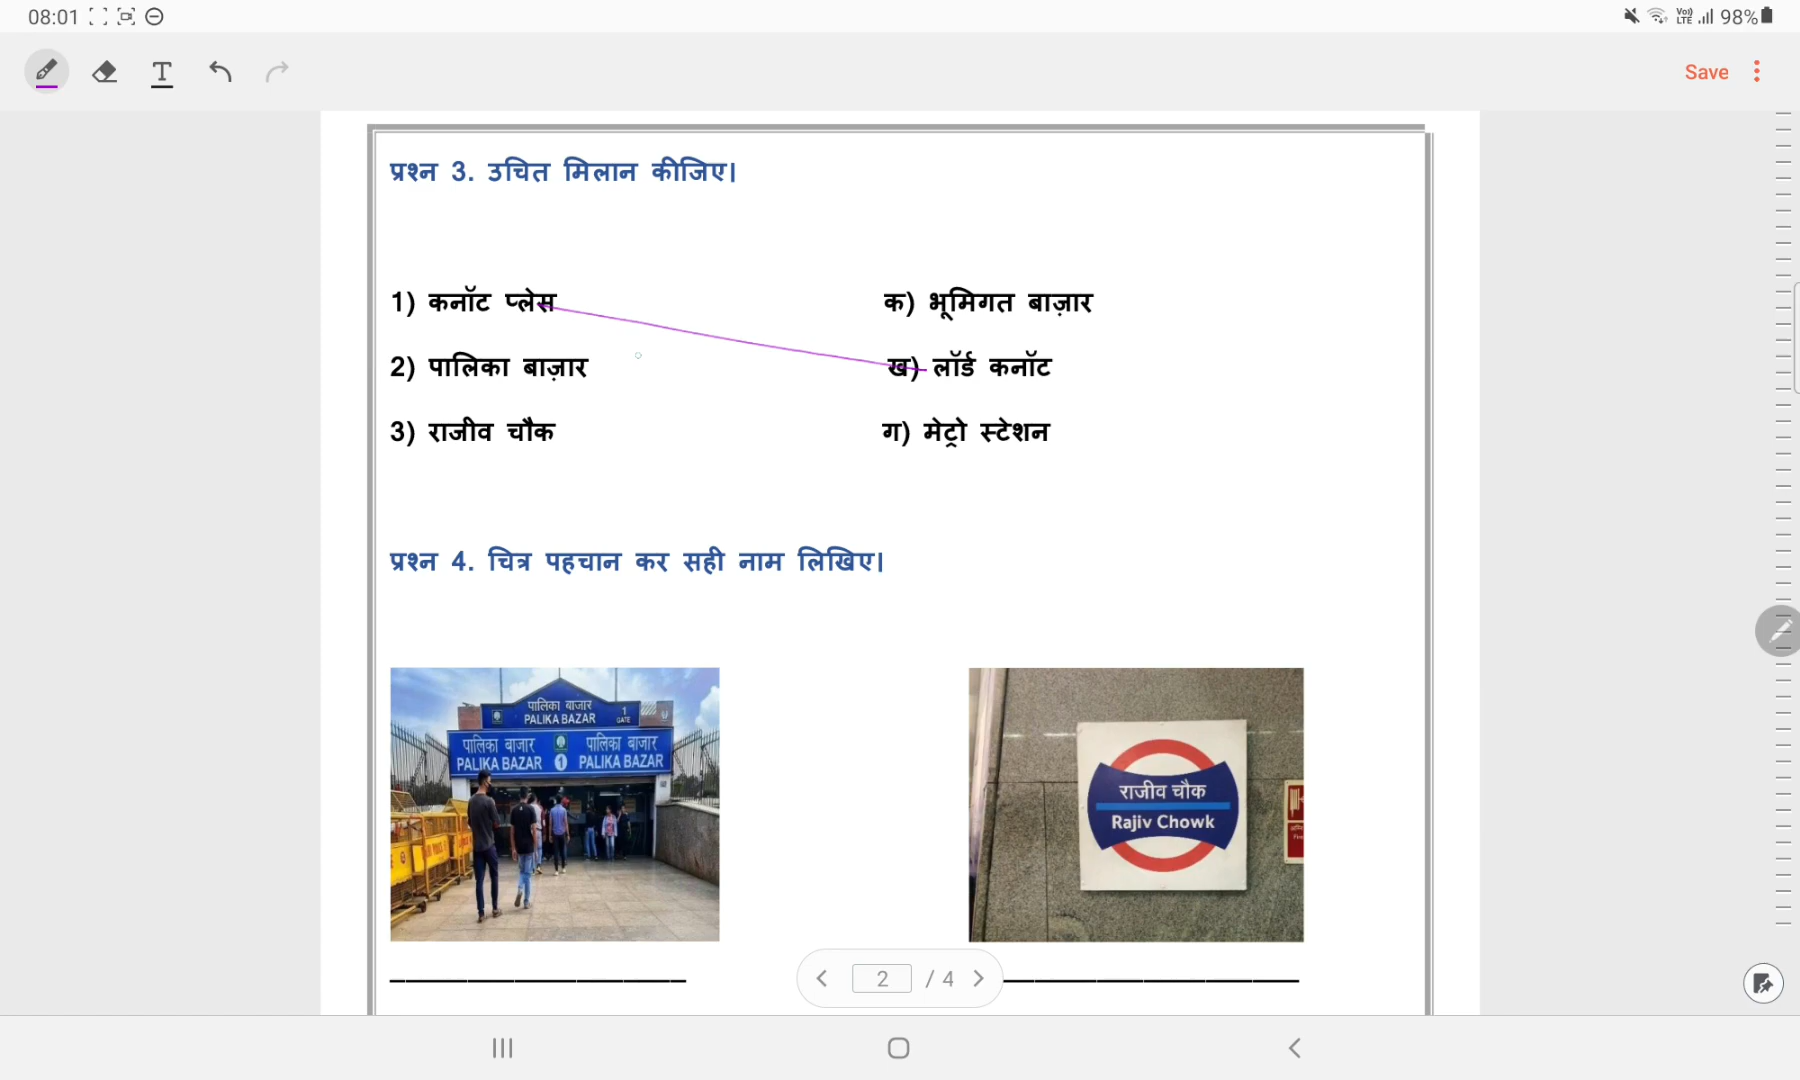 08:01
98%
Save
प्रश्न 3. उचित मिलान कीजिए।
1) कनॉट प्लेस
क) भूमिगत बाज़ार
2) पालिका बाज़ार
ख) लॉर्ड कनॉट
3) राजीव चौक
ग) मेट्रो स्टेशन
प्रश्न 4. चित्र पहचान कर सही नाम लिखिए।
पालिका बाजार
PALIKA BAZAR
1
GATE
पालिका बाजार पालिका बाजार
PALIKA BAZAR 1 PALIKA BAZAR
राजीव चौक
Rajiv Chowk
2 / 4